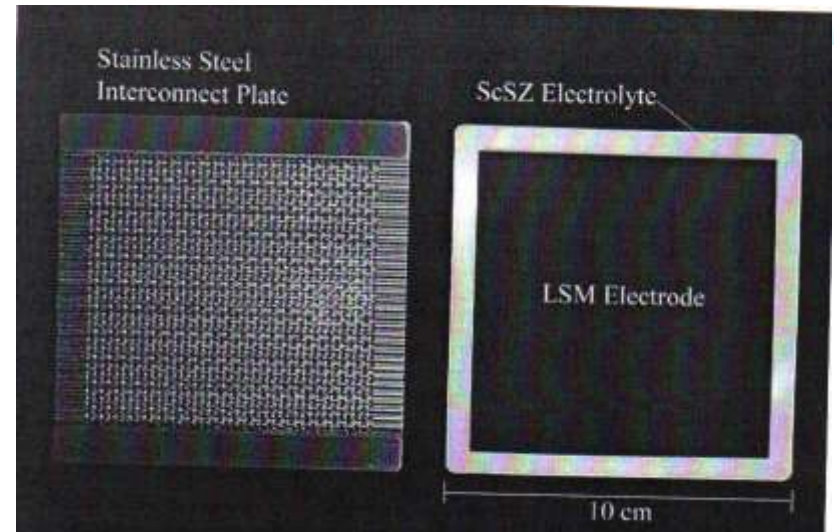 Stainless Steel
Interconnect Plate
ScSZ Electrolyte
LSM Electrode
10 cm